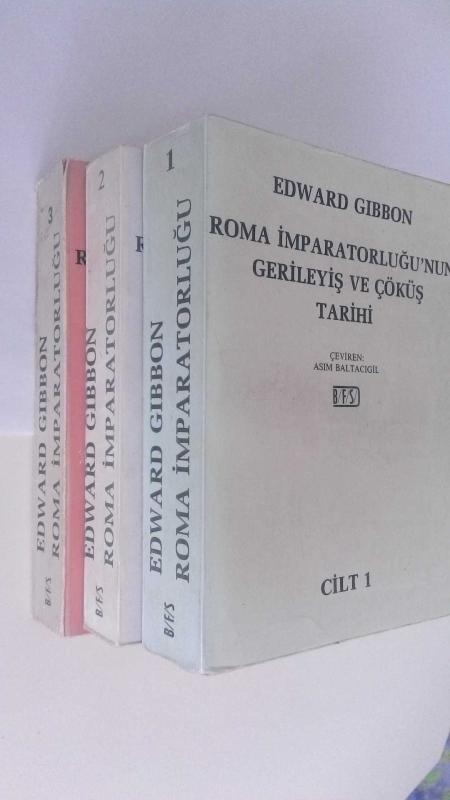 3
EDWARD GIBBON
ROMA İMPARATORLUĞU
B/F/S
2
EDWARD GIBBON
ROMA İMPARATORLUĞU
B/F/S
1
EDWARD GIBBON
ROMA İMPARATORLUĞU
B/F/S
EDWARD GIBBON
ROMA İMPARATORLUĞU'NUN
GERİLEYİŞ VE ÇÖKÜŞ
TARİHİ
ÇEVİREN:
ASIM BALTACIGİL
B/F/S
CİLT 1
R
R